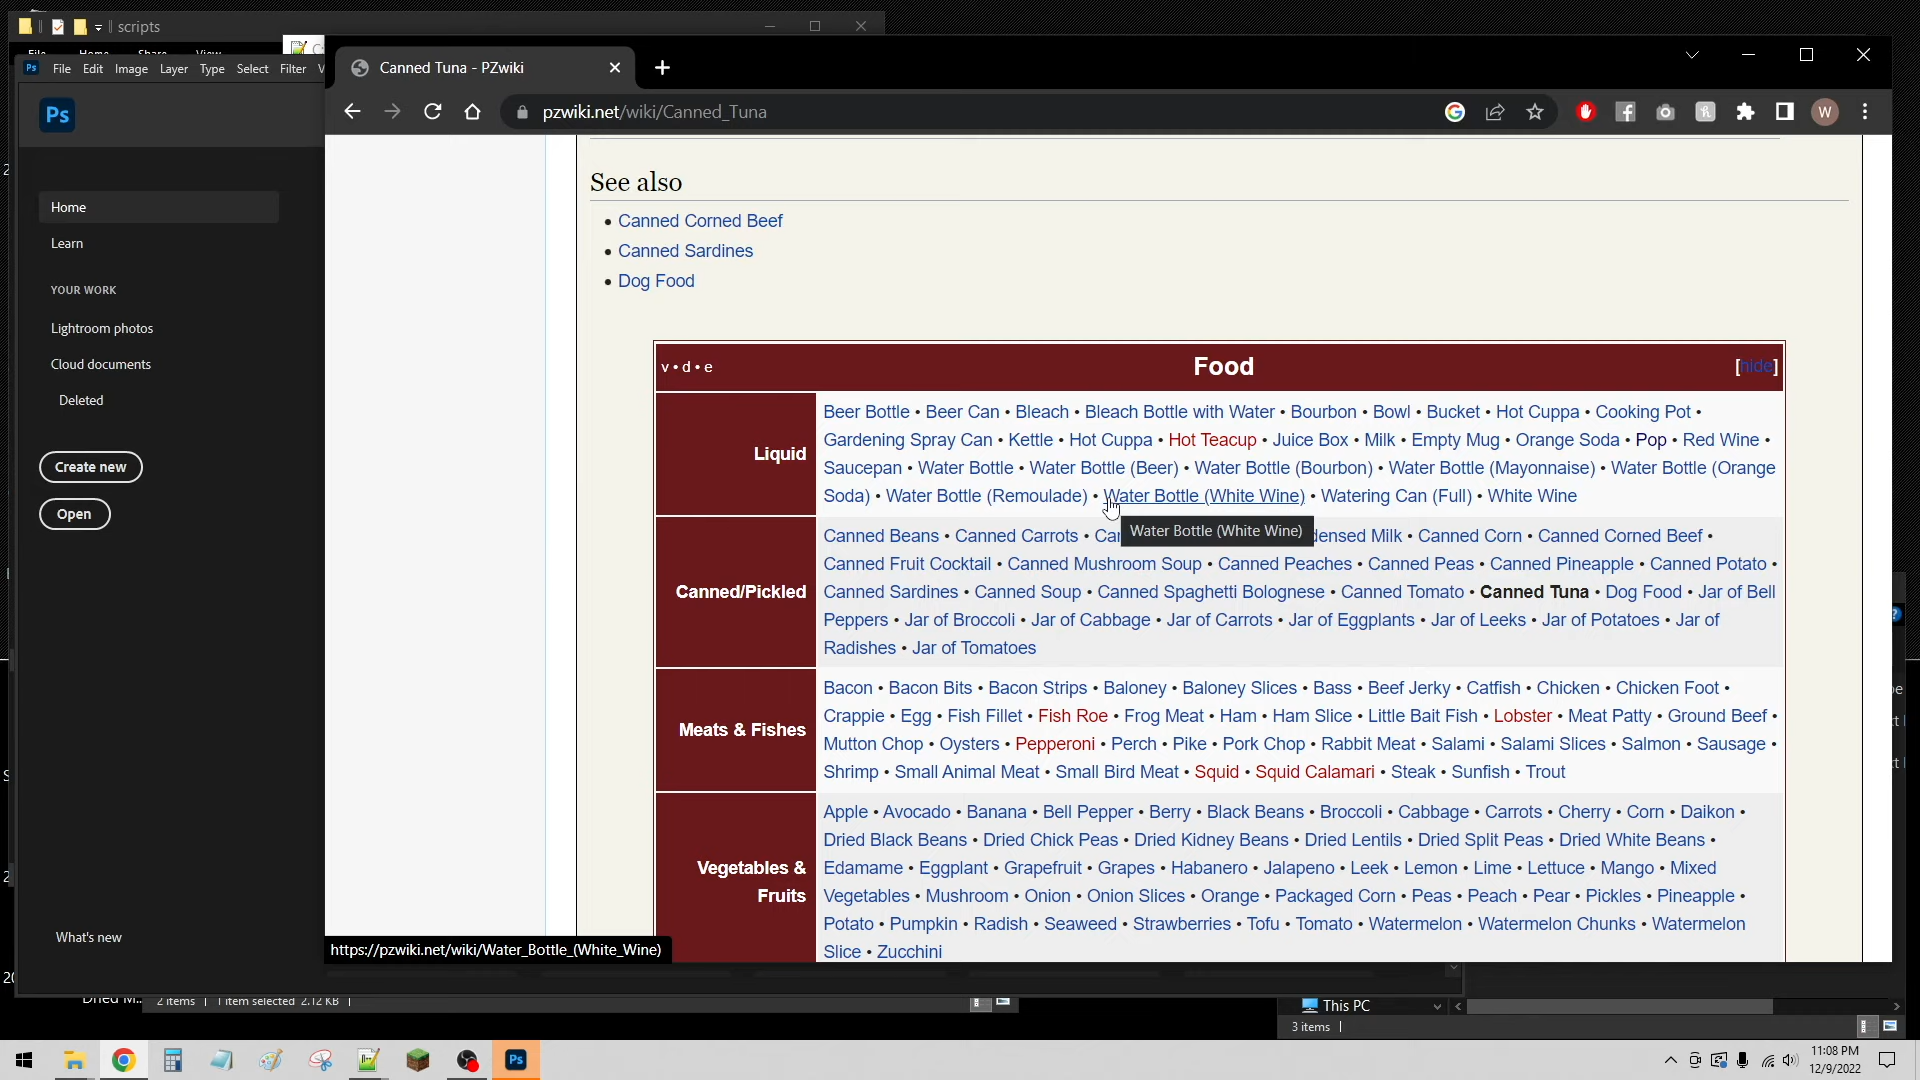 scripts
File Home Share View
Ps File Edit Image Layer Type Select Filter
Canned Tuna - PZwiki
pzwiki.net/wiki/Canned_Tuna
W
Ps
Home
Learn
YOUR WORK
Lightroom photos
Cloud documents
Deleted
Create new
Open
What's new
See also
• Canned Corned Beef
• Canned Sardines
• Dog Food
v • d • e
Food
[hide]
Liquid
Beer Bottle • Beer Can • Bleach • Bleach Bottle with Water • Bourbon • Bowl • Bucket • Hot Cuppa • Cooking Pot •
Gardening Spray Can • Kettle • Hot Cuppa • Hot Teacup • Juice Box • Milk • Empty Mug • Orange Soda • Pop • Red Wine •
Saucepan • Water Bottle • Water Bottle (Beer) • Water Bottle (Bourbon) • Water Bottle (Mayonnaise) • Water Bottle (Orange
Soda) • Water Bottle (Remoulade) • Water Bottle (White Wine) • Watering Can (Full) • White Wine
Water Bottle (White Wine)
Canned/Pickled
Canned Beans • Canned Carrots • Ca densed Milk • Canned Corn • Canned Corned Beef •
Canned Fruit Cocktail • Canned Mushroom Soup • Canned Peaches • Canned Peas • Canned Pineapple • Canned Potato •
Canned Sardines • Canned Soup • Canned Spaghetti Bolognese • Canned Tomato • Canned Tuna • Dog Food • Jar of Bell
Peppers • Jar of Broccoli • Jar of Cabbage • Jar of Carrots • Jar of Eggplants • Jar of Leeks • Jar of Potatoes • Jar of
Radishes • Jar of Tomatoes
Meats & Fishes
Bacon • Bacon Bits • Bacon Strips • Baloney • Baloney Slices • Bass • Beef Jerky • Catfish • Chicken • Chicken Foot •
Crappie • Egg • Fish Fillet • Fish Roe • Frog Meat • Ham • Ham Slice • Little Bait Fish • Lobster • Meat Patty • Ground Beef •
Mutton Chop • Oysters • Pepperoni • Perch • Pike • Pork Chop • Rabbit Meat • Salami • Salami Slices • Salmon • Sausage •
Shrimp • Small Animal Meat • Small Bird Meat • Squid • Squid Calamari • Steak • Sunfish • Trout
Vegetables &
Fruits
Apple • Avocado • Banana • Bell Pepper • Berry • Black Beans • Broccoli • Cabbage • Carrots • Cherry • Corn • Daikon •
Dried Black Beans • Dried Chick Peas • Dried Kidney Beans • Dried Lentils • Dried Split Peas • Dried White Beans •
Edamame • Eggplant • Grapefruit • Grapes • Habanero • Jalapeno • Leek • Lemon • Lime • Lettuce • Mango • Mixed
Vegetables • Mushroom • Onion • Onion Slices • Orange • Packaged Corn • Peas • Peach • Pear • Pickles • Pineapple •
Potato • Pumpkin • Radish • Seaweed • Strawberries • Tofu • Tomato • Watermelon • Watermelon Chunks • Watermelon
Slice • Zucchini
https://pzwiki.net/wiki/Water_Bottle_(White_Wine)
2 items 1 item selected 2.12 KB
This PC
3 items
Ps
11:08 PM
12/9/2022